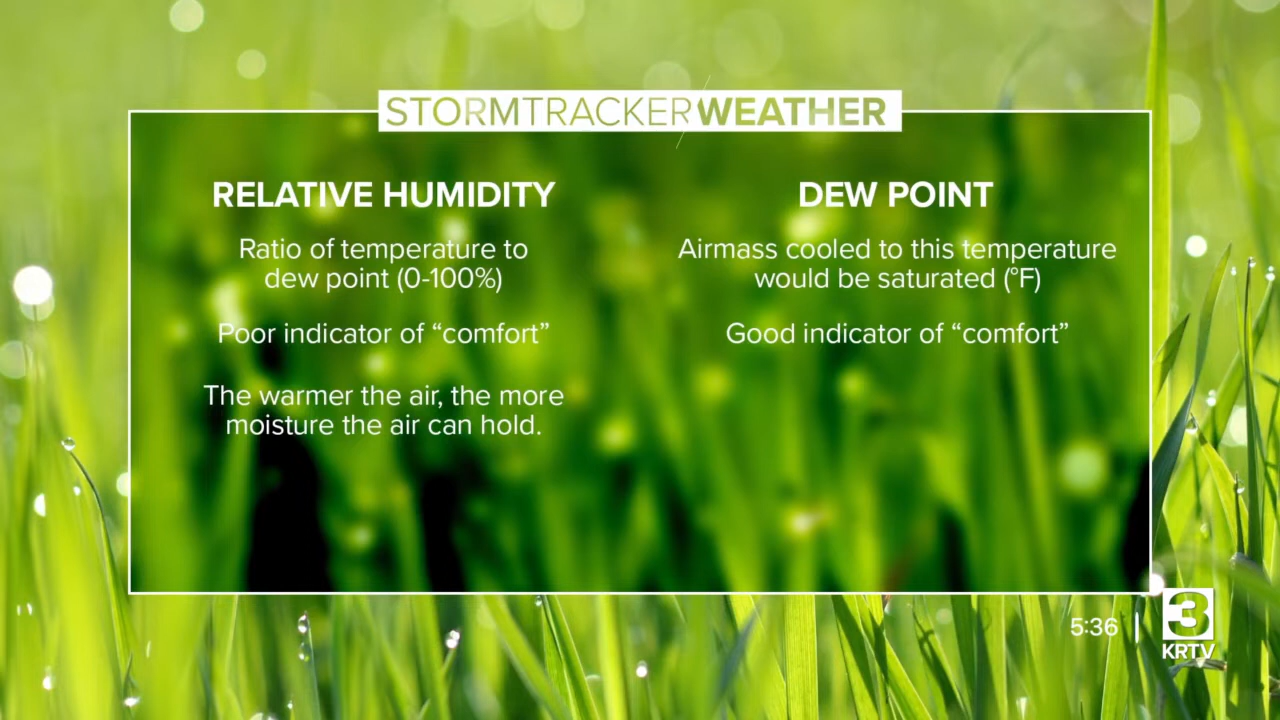 STORMTRACKERWEATHER
RELATIVE HUMIDITY
Ratio of temperature to
dew point (0-100%)
Poor indicator of “comfort”
The warmer the air, the more
moisture the air can hold.
DEW POINT
Airmass cooled to this temperature
would be saturated (°F)
Good indicator of “comfort”
5:36
3
KRTV